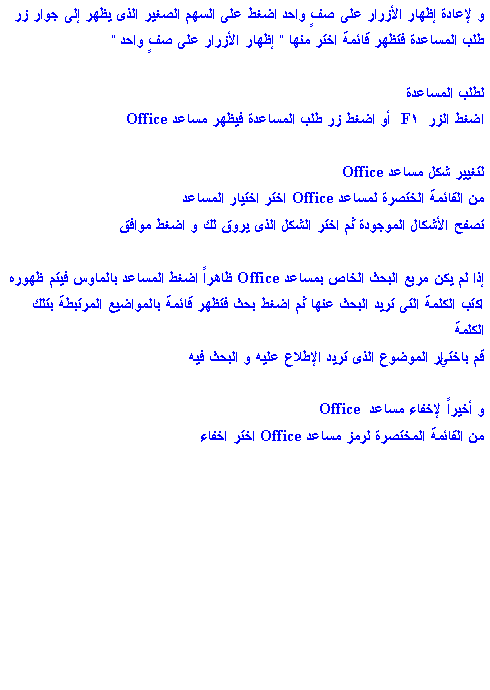 و لإعادة إظهار الأزرار على صفٍ واحد اضغط على السهم الصغير الذى يظهر إلى جوار زر
طلب المساعدة فتظهر قائمة اختر منها " إظهار الأزرار على صفٍ واحد "
لطلب المساعدة
اضغط الزر F١ أو اضغط زر طلب المساعدة فيظهر مساعد Office
لتغيير شكل مساعد Office
من القائمة الختصرة لمساعد Office اختر اختيار المساعد
تصفح الأشكال الموجودة ثم اختر الشكل الذى يروق لك و اضغط موافق
إذا لم يكن مربع البحث الخاص بمساعد Office ظاهراً اضغط المساعد بالماوس فيتم ظهوره
اكتب الكلمة التى تريد البحث عنها ثم اضغط بحث فتظهر قائمة بالمواضيع المرتبطة بتلك
الكلمة
قم باختيار الموضوع الذى تريد الإطلاع عليه و البحث فيه
و أخيراً لإخفاء مساعد Office
من القائمة المختصرة لرمز مساعد Office اختر اخفاء